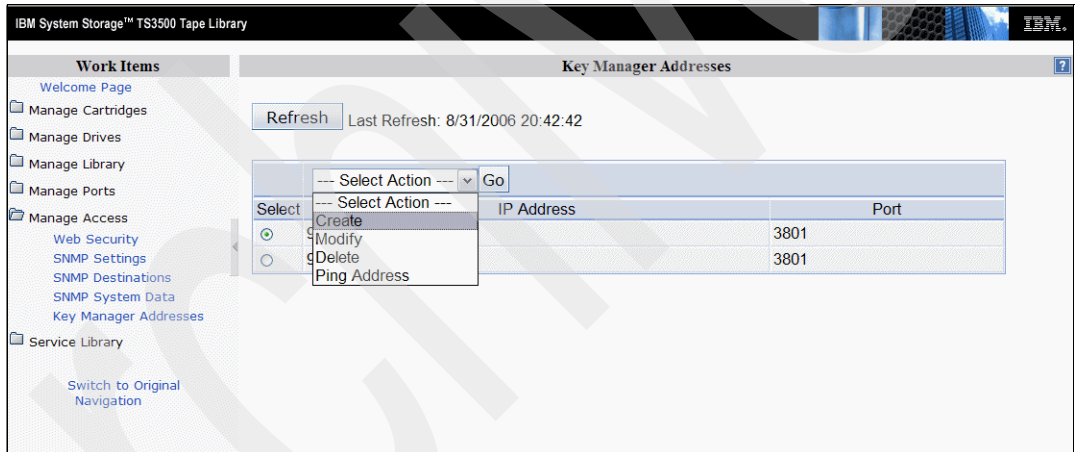 IBM System Storage™ TS3500 Tape Library
IBM.
Work Items
Welcome Page
Manage Cartridges
Manage Drives
Manage Library
Manage Ports
Manage Access
Web Security
SNMP Settings
SNMP Destinations
SNMP System Data
Key Manager Addresses
Service Library
Switch to Original
Navigation
Key Manager Addresses
?
Refresh Last Refresh: 8/31/2006 20:42:42
--- Select Action --- Go
--- Select Action ---
Create
Modify
Delete
Ping Address
Select IP Address Port
9 3801
9 3801